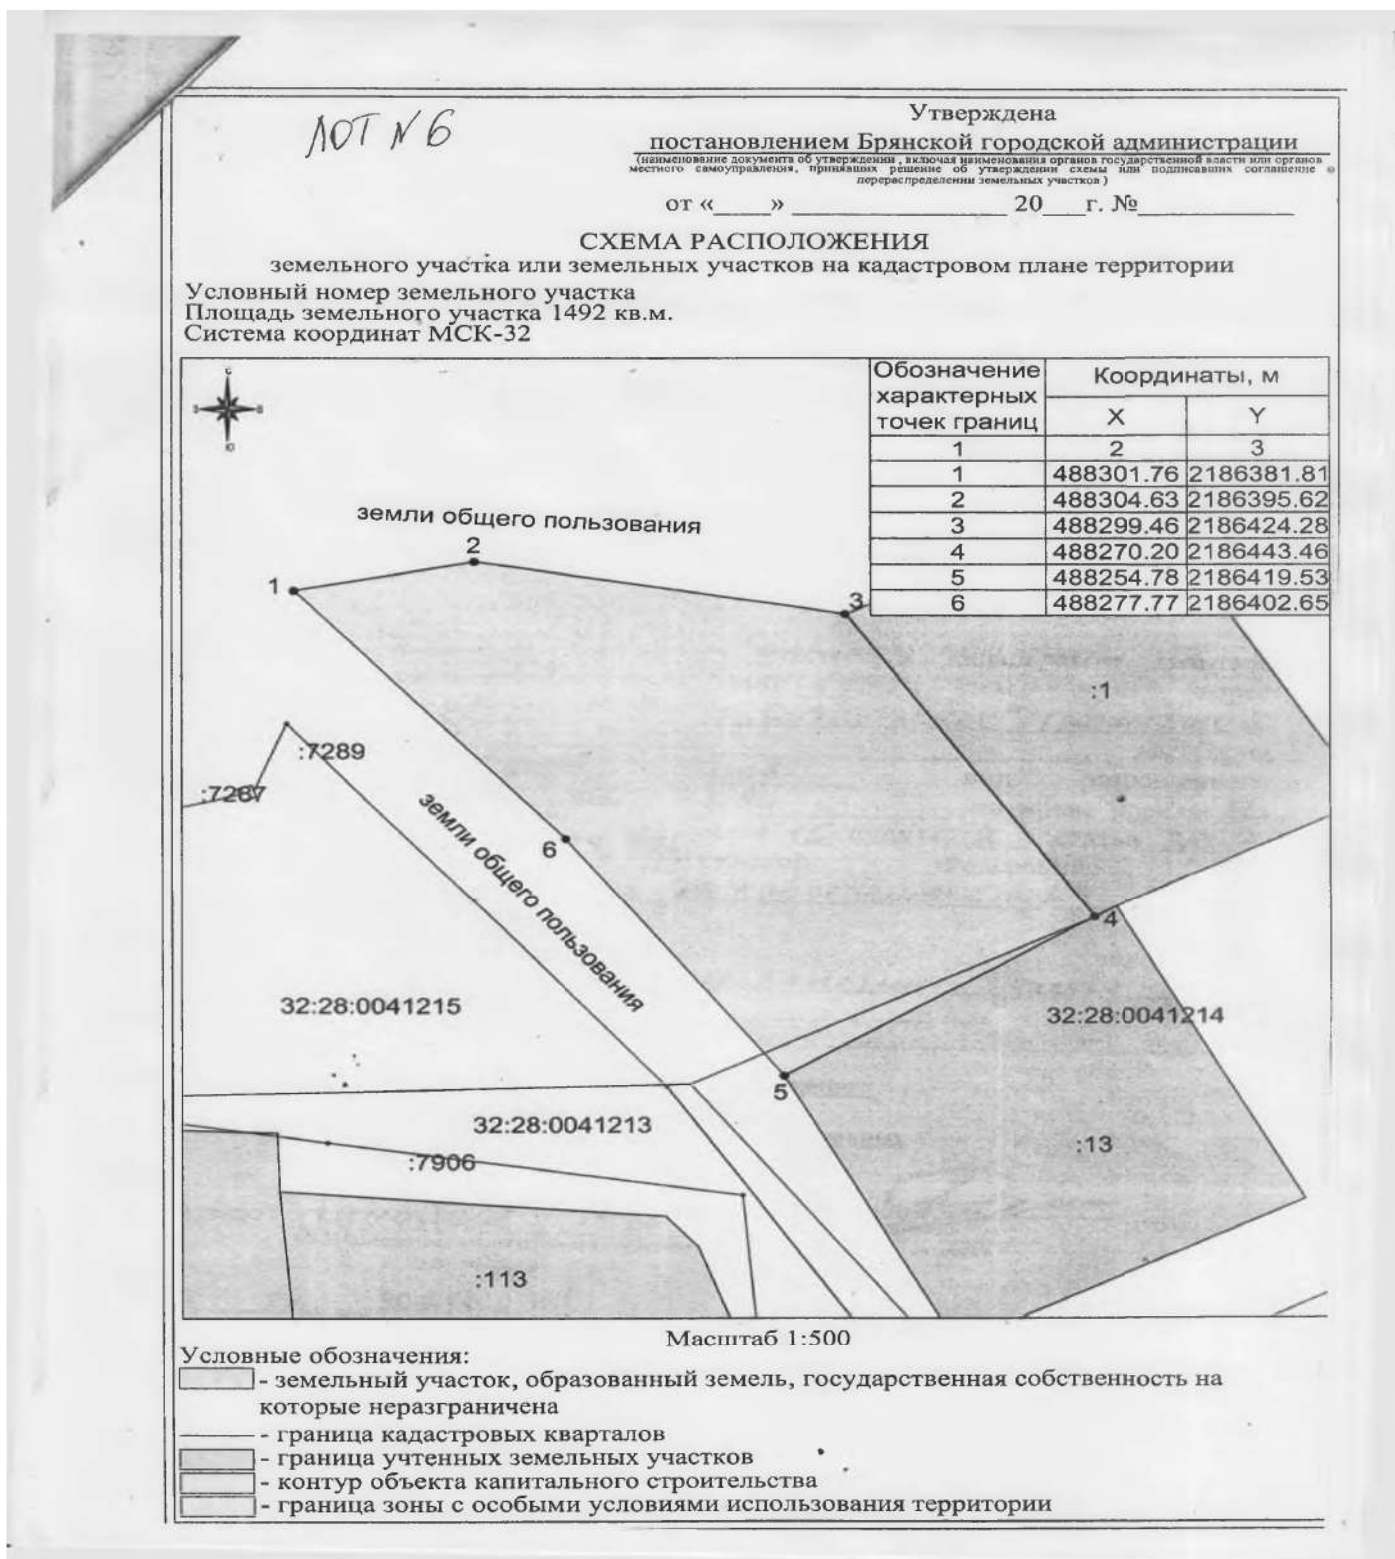 ЛОТ N 6
Утверждена
постановлением Брянской городской администрации
(наименование документа об утверждении , включая наименования органов государственной власти или органов
местного самоуправления, принявших решение об утверждении схемы или подписавших соглашение о
перераспределении земельных участков )
от «____» ________________ 20___г. №___________
СХЕМА РАСПОЛОЖЕНИЯ
земельного участка или земельных участков на кадастровом плане территории
Условный номер земельного участка
Площадь земельного участка 1492 кв.м.
Система координат МСК-32
Обозначение характерных точек границ Координаты, м
X Y
1 2 3
1 488301.76 2186381.81
2 488304.63 2186395.62
3 488299.46 2186424.28
4 488270.20 2186443.46
5 488254.78 2186419.53
6 488277.77 2186402.65
С
З В
Ю
земли общего пользования
2
1
3
:1
:7289
:7287
земли общего пользования
6
4
32:28:0041215
32:28:0041214
5
32:28:0041213
:13
:7906
:113
Масштаб 1:500
Условные обозначения:
- земельный участок, образованный земель, государственная собственность на
которые неразграничена
- граница кадастровых кварталов
- граница учтенных земельных участков
- контур объекта капитального строительства
- граница зоны с особыми условиями использования территории